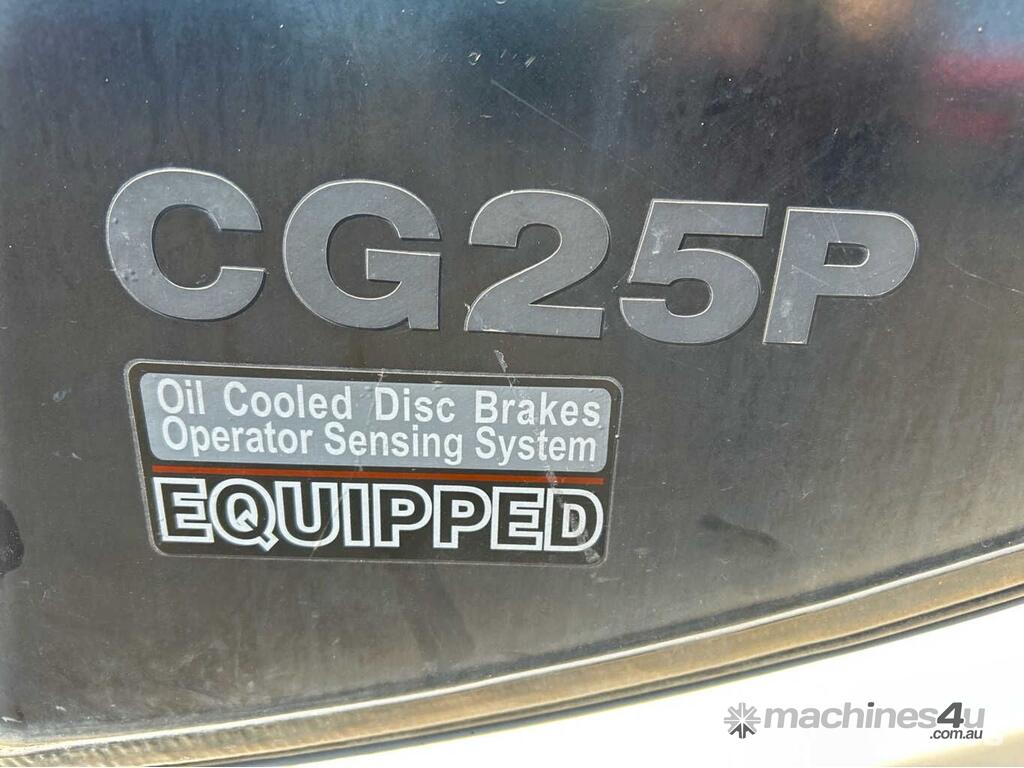 CG25P
Oil Cooled Disc Brakes
Operator Sensing System
EQUIPPED
machines4u
.com.au